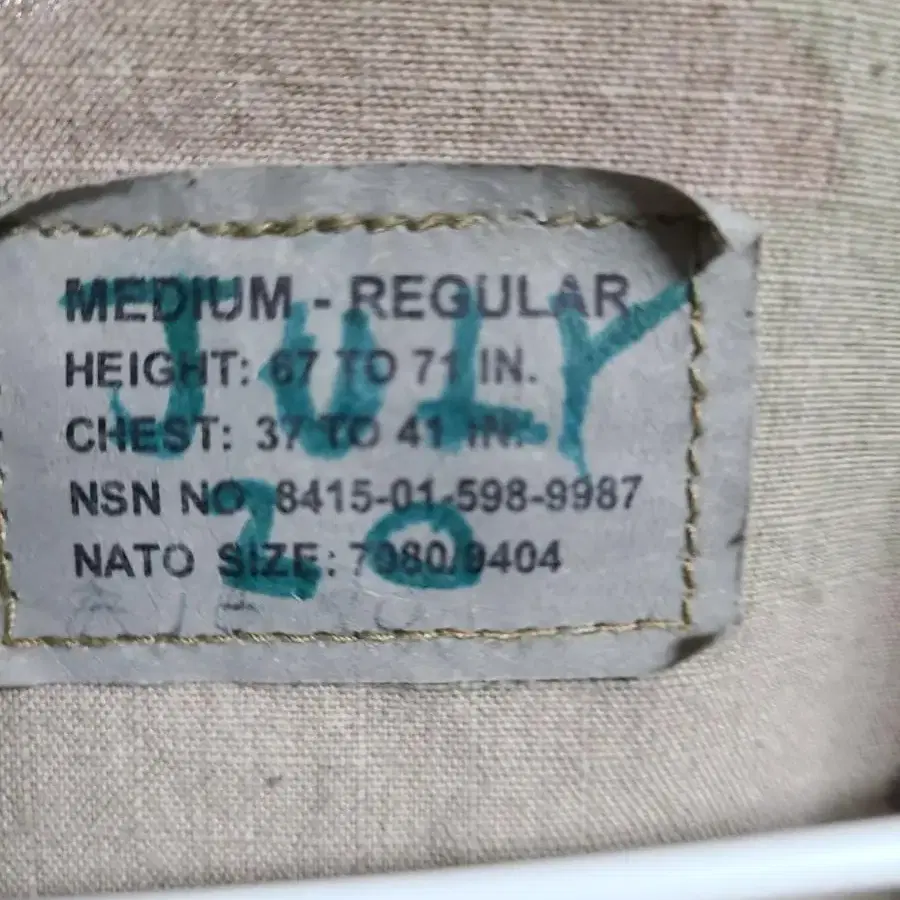 MEDIUM - REGULAR
HEIGHT: 67 TO 71 IN.
CHEST: 37 TO 41 IN.
NSN NO. 8415-01-598-9987
NATO SIZE: 7080/9404
JULY
20